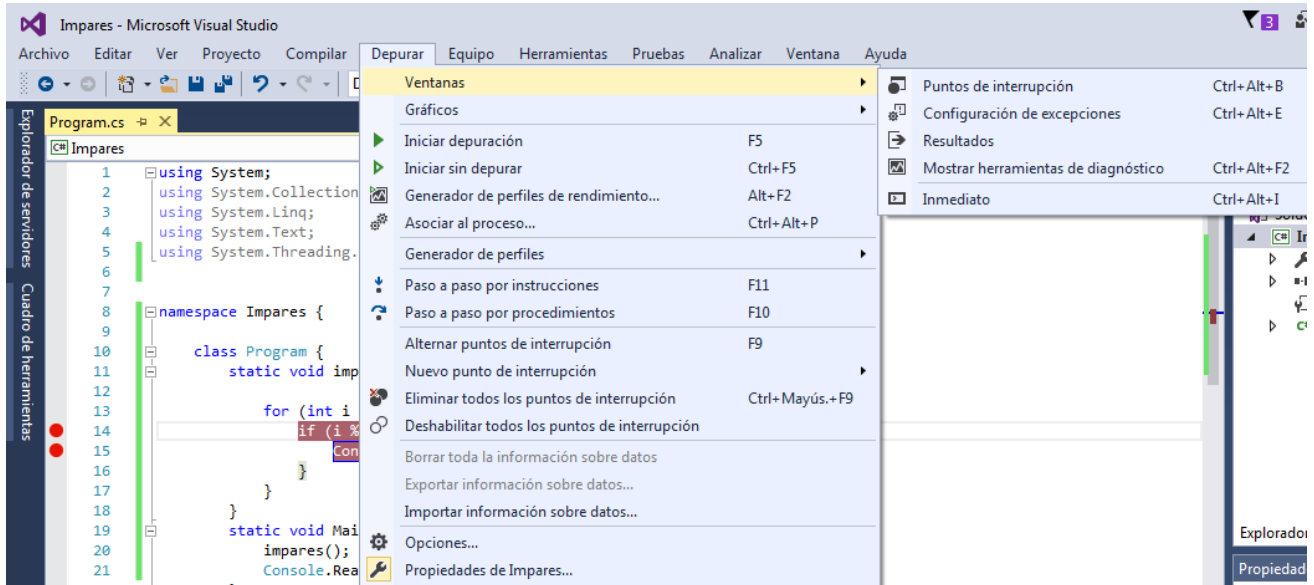 Impares - Microsoft Visual Studio
3
Archivo Editar Ver Proyecto Compilar Depurar Equipo Herramientas Pruebas Analizar Ventana Ayuda
Ventanas
Gráficos
Iniciar depuración F5
Iniciar sin depurar Ctrl+F5
Generador de perfiles de rendimiento... Alt+F2
Asociar al proceso... Ctrl+Alt+P
Generador de perfiles
Paso a paso por instrucciones F11
Paso a paso por procedimientos F10
Alternar puntos de interrupción F9
Nuevo punto de interrupción
Eliminar todos los puntos de interrupción Ctrl+Mayús.+F9
Deshabilitar todos los puntos de interrupción
Borrar toda la información sobre datos
Exportar información sobre datos...
Importar información sobre datos...
Opciones...
Propiedades de Impares...
Puntos de interrupción Ctrl+Alt+B
Configuración de excepciones Ctrl+Alt+E
Resultados
Mostrar herramientas de diagnóstico Ctrl+Alt+F2
Inmediato Ctrl+Alt+I
Explorador de servidores
Cuadro de herramientas
Program.cs
C# Impares
1 using System;
2 using System.Collection
3 using System.Linq;
4 using System.Text;
5 using System.Threading.
6
7
8 namespace Impares {
9
10 class Program {
11 static void imp
12
13 for (int i
14 if (i %
15 Con
16 }
17 }
18 }
19 static void Mai
20 impares();
21 Console.Rea
C#
Explorador
Propiedad